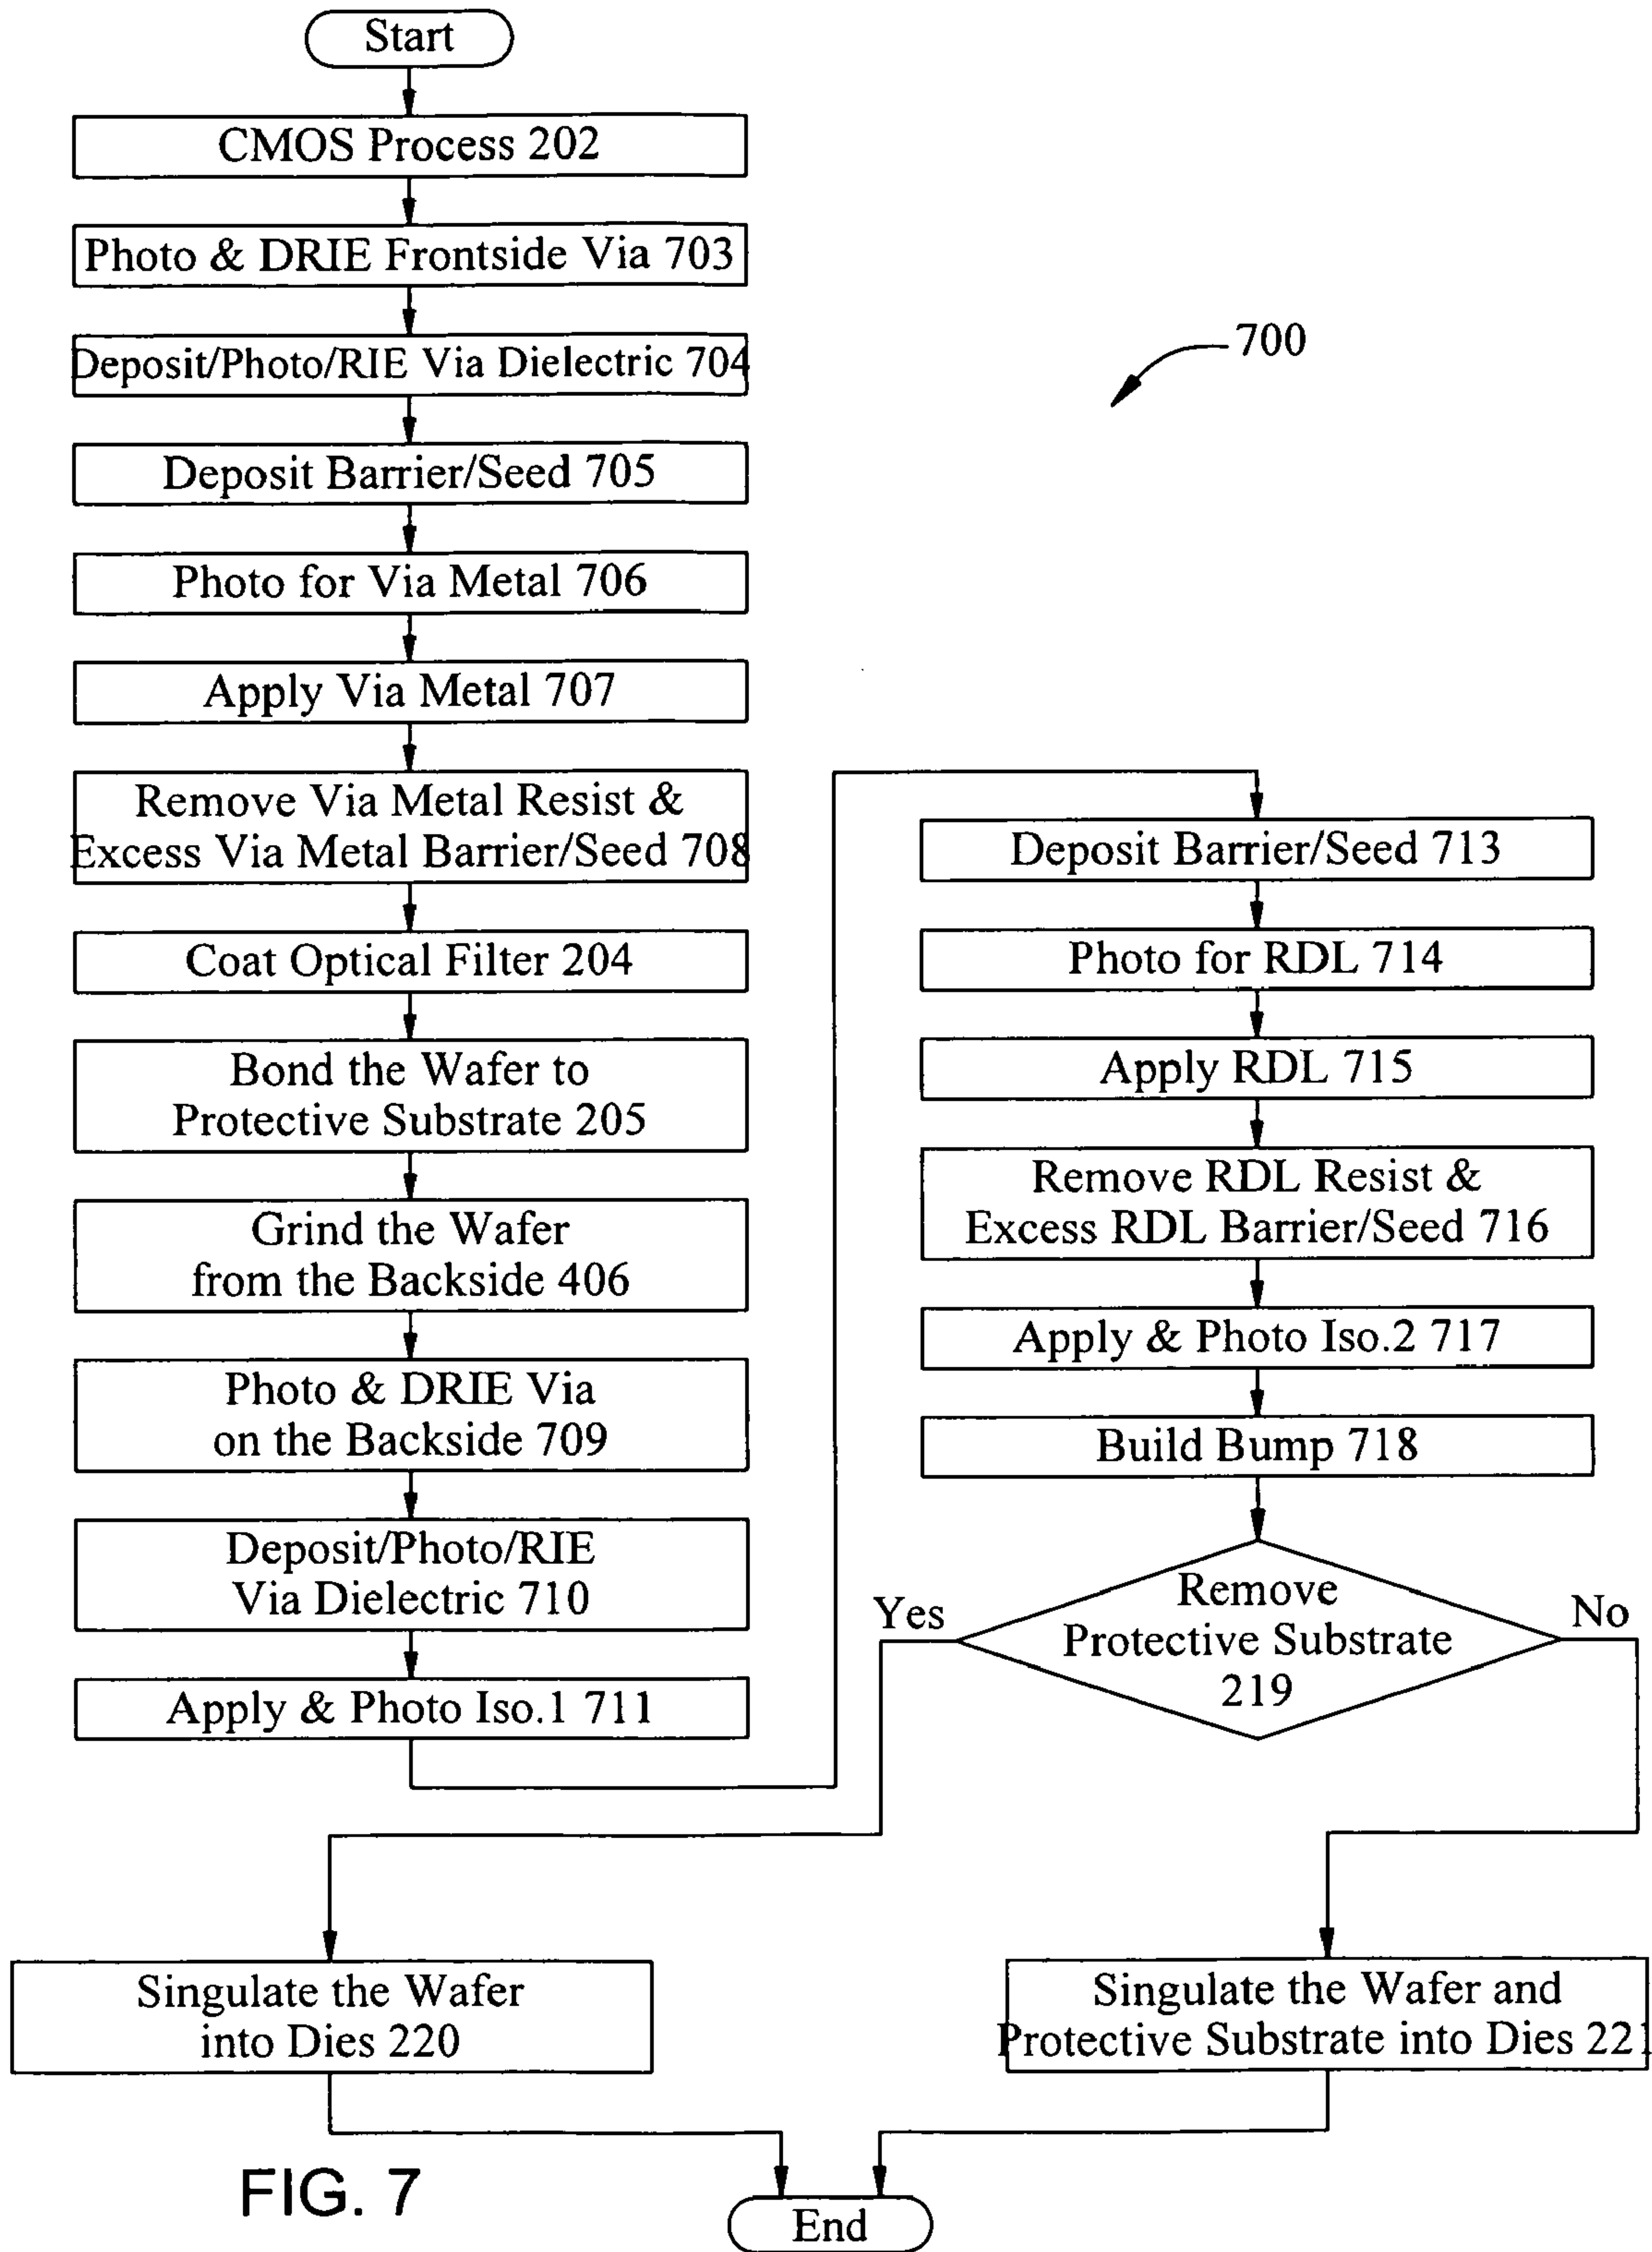 Start
CMOS Process 202
Photo & DRIE Frontside Via 703
Deposit/Photo/RIE Via Dielectric 704
Deposit Barrier/Seed 705
Photo for Via Metal 706
Apply Via Metal 707
Remove Via Metal Resist &
Excess Via Metal Barrier/Seed 708
Coat Optical Filter 204
Bond the Wafer to
Protective Substrate 205
Grind the Wafer
from the Backside 406
Photo & DRIE Via
on the Backside 709
Deposit/Photo/RIE
Via Dielectric 710
Apply & Photo Iso.1 711
700
Deposit Barrier/Seed 713
Photo for RDL 714
Apply RDL 715
Remove RDL Resist &
Excess RDL Barrier/Seed 716
Apply & Photo Iso.2 717
Build Bump 718
Remove
Protective Substrate
219
Yes
No
Singulate the Wafer
into Dies 220
Singulate the Wafer and
Protective Substrate into Dies 221
End
FIG. 7